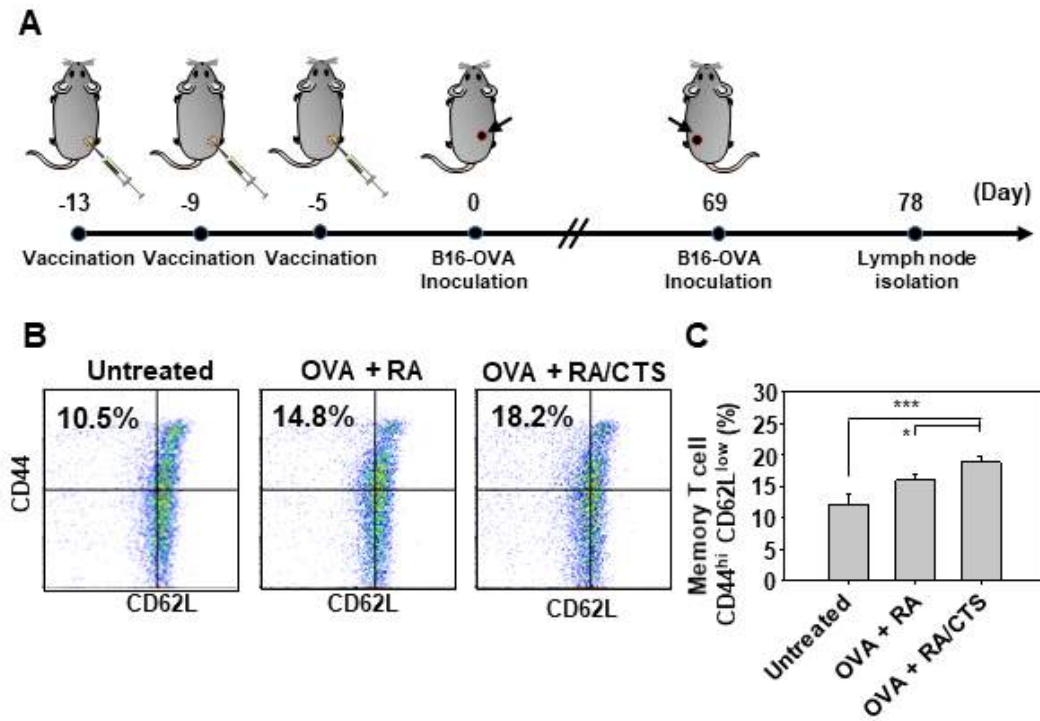 A
-13 -9 -5 0 69 78 (Day)
Vaccination Vaccination Vaccination B16-OVA B16-OVA Lymph node
Inoculation Inoculation isolation
B
Untreated OVA + RA OVA + RA/CTS
10.5% 14.8% 18.2%
CD44
CD62L CD62L CD62L
C
Memory T cell
CD44hi CD62Llow (%)
30
25
20
15
10
5
0
***
*
Untreated
OVA + RA
OVA + RA/CTS